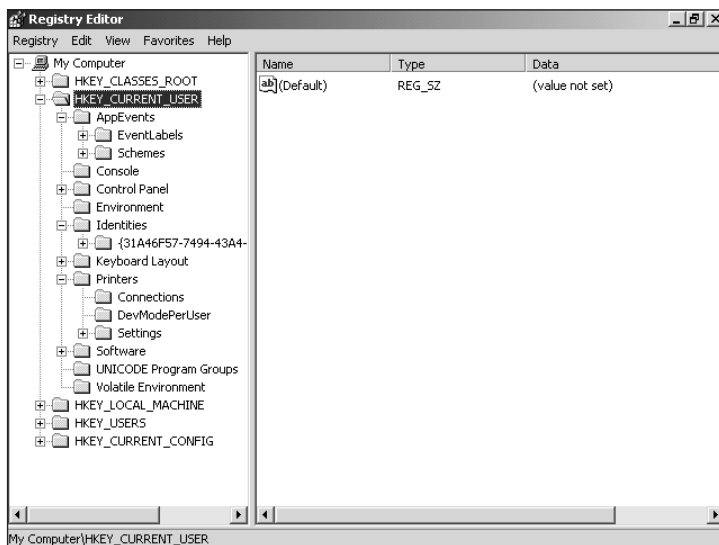 Registry Editor
Registry Edit View Favorites Help
My Computer
HKEY_CLASSES_ROOT
HKEY_CURRENT_USER
AppEvents
EventLabels
Schemes
Console
Control Panel
Environment
Identities
{31A46F57-7494-43A4-
Keyboard Layout
Printers
Connections
DevModePerUser
Settings
Software
UNICODE Program Groups
Volatile Environment
HKEY_LOCAL_MACHINE
HKEY_USERS
HKEY_CURRENT_CONFIG
Name Type Data
ab (Default) REG_SZ (value not set)
My Computer\HKEY_CURRENT_USER